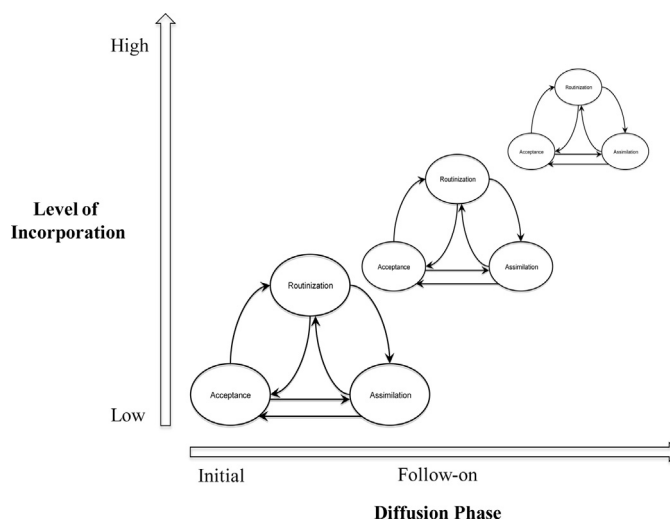 High
Routinization
Acceptance
Assimilation
Routinization
Acceptance
Assimilation
Level of
Incorporation
Routinization
Acceptance
Assimilation
Low
Initial
Follow-on
Diffusion Phase